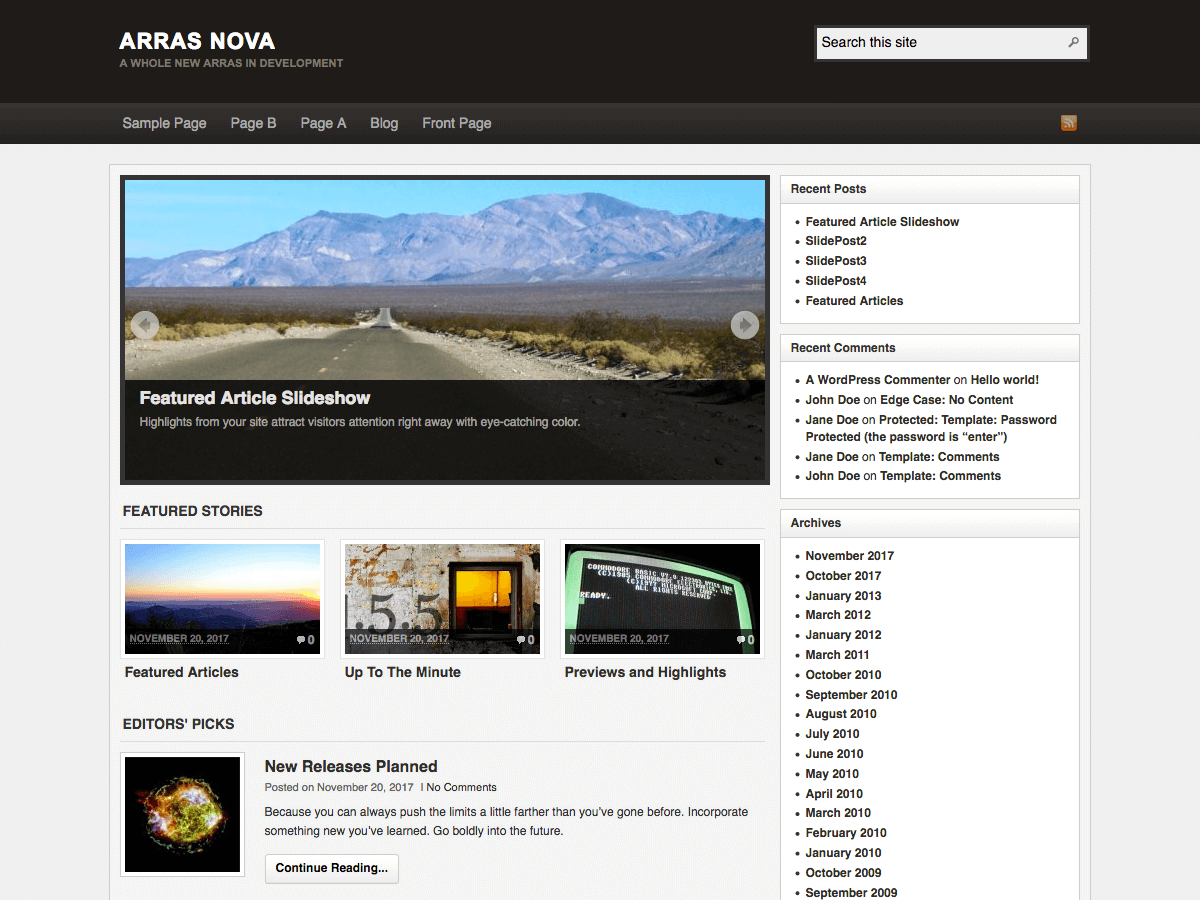 ARRAS NOVA
A WHOLE NEW ARRAS IN DEVELOPMENT
Search this site
Sample Page
Page B
Page A
Blog
Front Page
Featured Article Slideshow
Highlights from your site attract visitors attention right away with eye-catching color.
FEATURED STORIES
.5.5
COMMODORE BASIC
ALL RIGHTS RESERVED
READY.
NOVEMBER 20, 2017
0
NOVEMBER 20, 2017
0
NOVEMBER 20, 2017
0
Featured Articles
Up To The Minute
Previews and Highlights
EDITORS' PICKS
New Releases Planned
Posted on November 20, 2017 | No Comments
Because you can always push the limits a little farther than you've gone before. Incorporate
something new you've learned. Go boldly into the future.
Continue Reading...
Recent Posts
Featured Article Slideshow
SlidePost2
SlidePost3
SlidePost4
Featured Articles
Recent Comments
A WordPress Commenter on Hello world!
John Doe on Edge Case: No Content
Jane Doe on Protected: Template: Password
Protected (the password is “enter”)
Jane Doe on Template: Comments
John Doe on Template: Comments
Archives
November 2017
October 2017
January 2013
March 2012
January 2012
March 2011
October 2010
September 2010
August 2010
July 2010
June 2010
May 2010
April 2010
March 2010
February 2010
January 2010
October 2009
September 2009